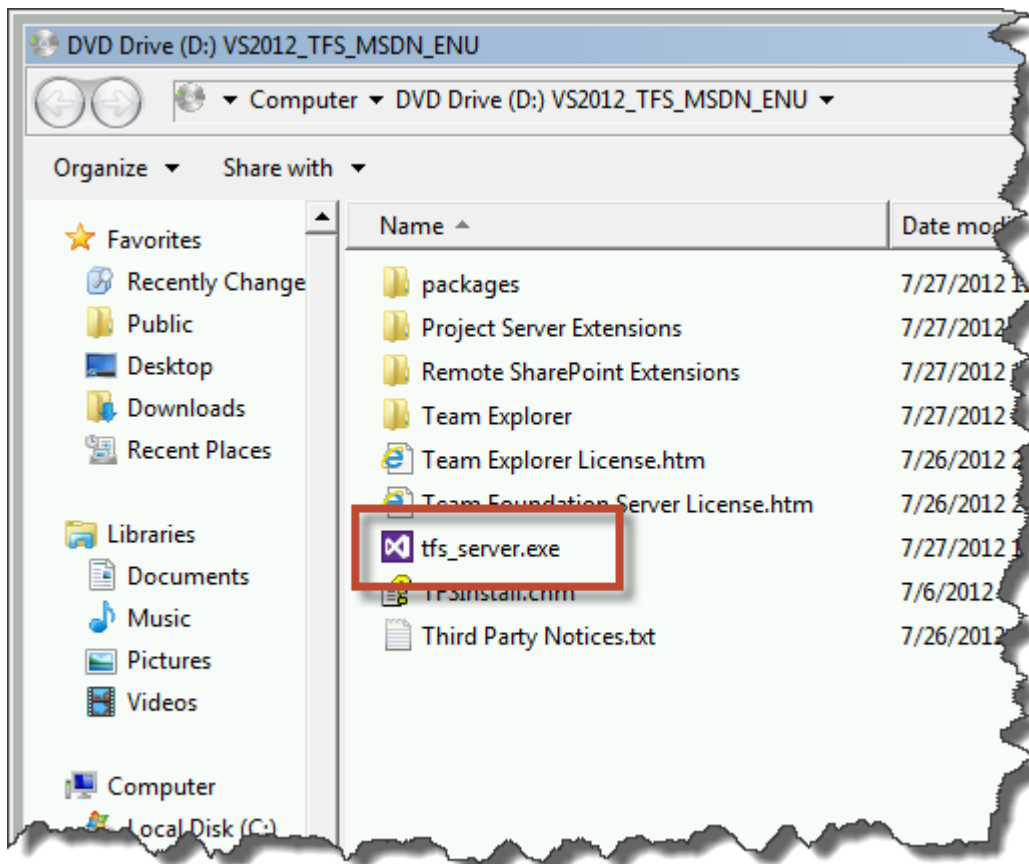 DVD Drive (D:) VS2012_TFS_MSDN_ENU
Computer DVD Drive (D:) VS2012_TFS_MSDN_ENU
Organize Share with
Favorites
Recently Change
Public
Desktop
Downloads
Recent Places
Libraries
Documents
Music
Pictures
Videos
Computer
Local Disk (C:)
Name Date
packages 7/27/2012
Project Server Extensions 7/27/2012
Remote SharePoint Extensions 7/27/2012
Team Explorer 7/27/2012
Team Explorer License.htm 7/26/2012 2
Team Foundation Server License.htm 7/26/2012 2
tfs_server.exe 7/27/2012 1
TFSInstall.chm 7/6/2012
Third Party Notices.txt 7/26/2012